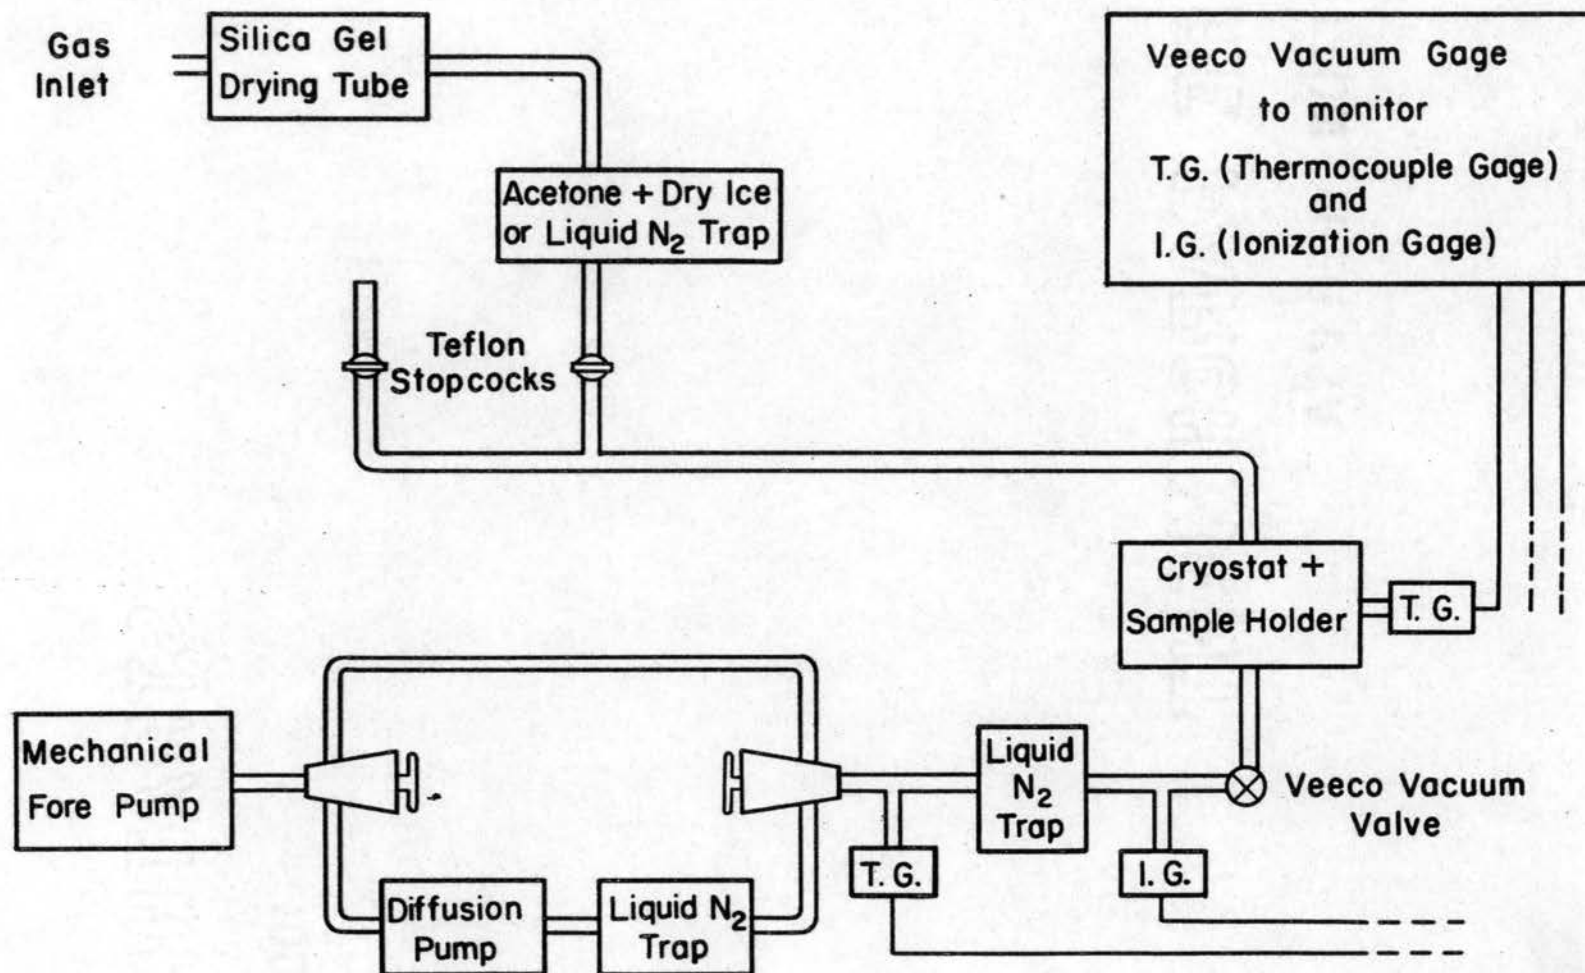 Gas
Inlet
Silica Gel
Drying Tube
Veeco Vacuum Gage
to monitor
T.G. (Thermocouple Gage)
and
I.G. (Ionization Gage)
Acetone + Dry Ice
or Liquid N₂ Trap
Teflon
Stopcocks
Cryostat +
Sample Holder
T. G.
Mechanical
Fore Pump
Liquid
N₂
Trap
Veeco Vacuum
Valve
T. G.
I. G.
Diffusion
Pump
Liquid N₂
Trap